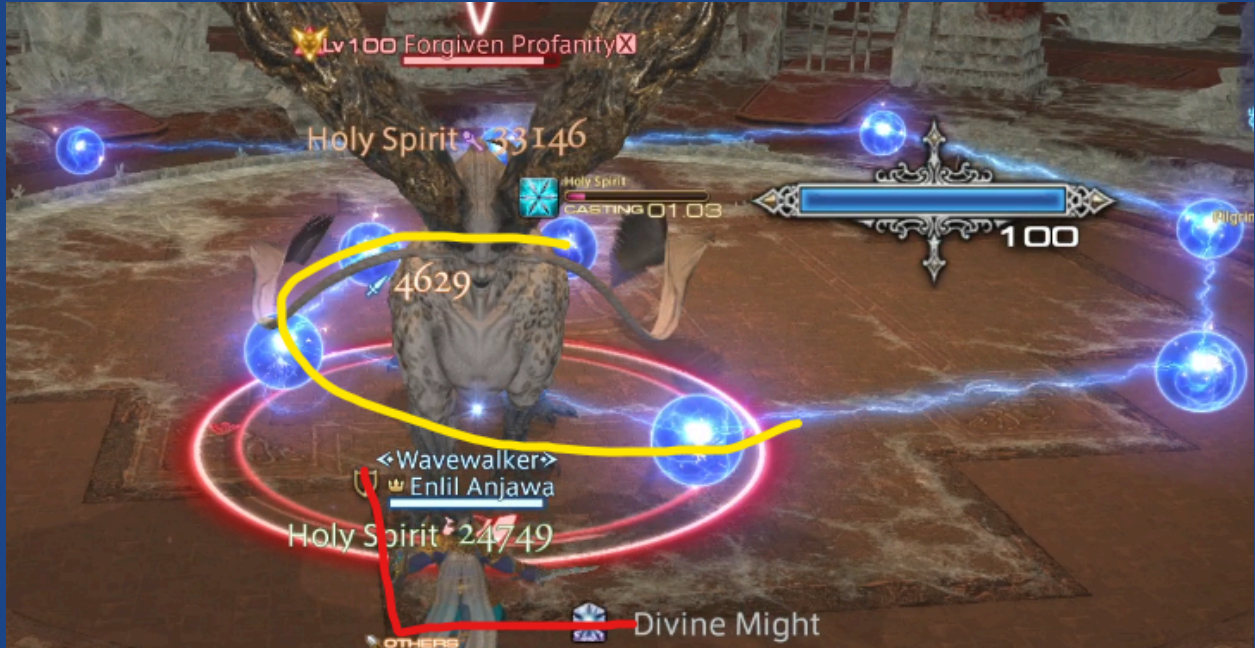 Lv100 Forgiven Profanity X
Holy Spirit 33146
Holy Spirit
CASTING 01.03
Pilgrim
100
4629
«Wavewalker»
Enlil Anjawa
Holy Spirit 24749
Divine Might
OTHERS